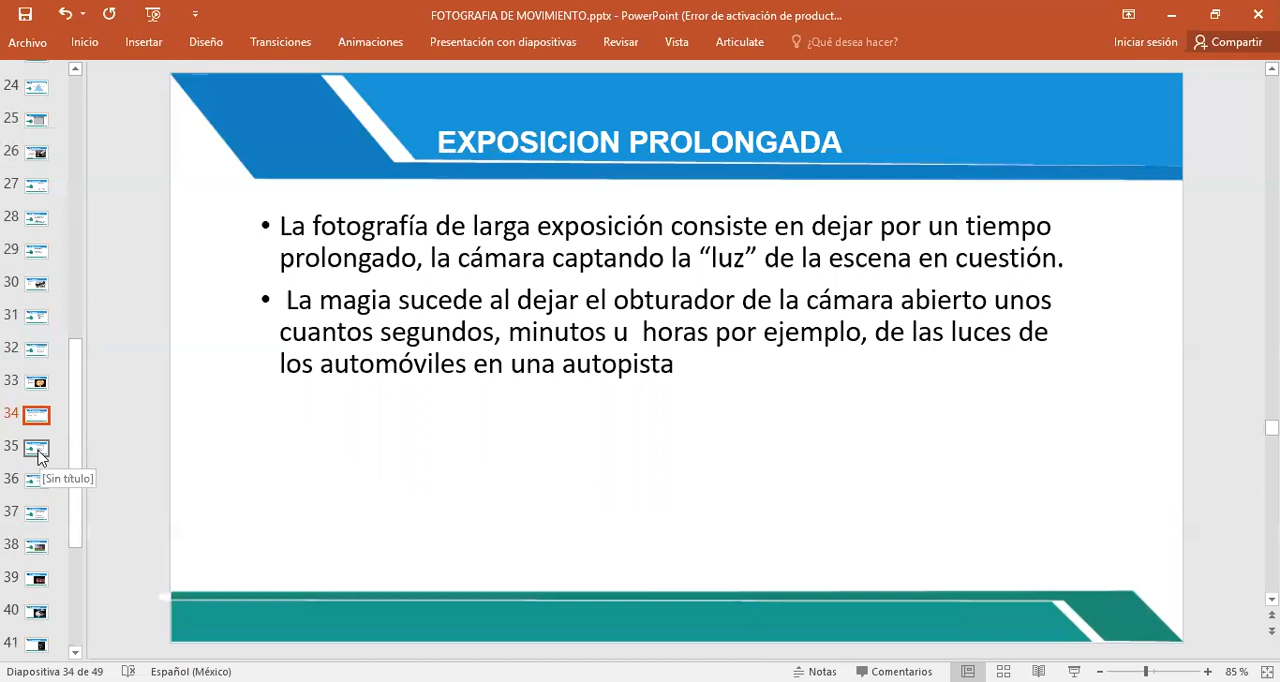 FOTOGRAFIA DE MOVIMIENTO.pptx - PowerPoint (Error de activación de product...
Archivo Inicio Insertar Diseño Transiciones Animaciones Presentación con diapositivas Revisar Vista Articulate ¿Qué desea hacer? Iniciar sesión Compartir
24
25
26
27
28
29
30
31
32
33
34
35
[Sin título]
36
37
38
39
40
41
EXPOSICION PROLONGADA
• La fotografía de larga exposición consiste en dejar por un tiempo
prolongado, la cámara captando la “luz” de la escena en cuestión.
• La magia sucede al dejar el obturador de la cámara abierto unos
cuantos segundos, minutos u horas por ejemplo, de las luces de
los automóviles en una autopista
Diapositiva 34 de 49 Español (México) Notas Comentarios 85 %